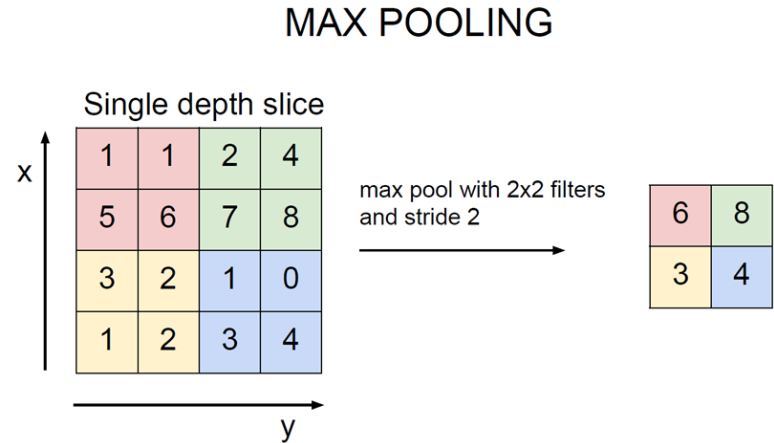 MAX POOLING
Single depth slice
x
1 1 2 4
5 6 7 8
3 2 1 0
1 2 3 4
y
max pool with 2x2 filters
and stride 2
6 8
3 4